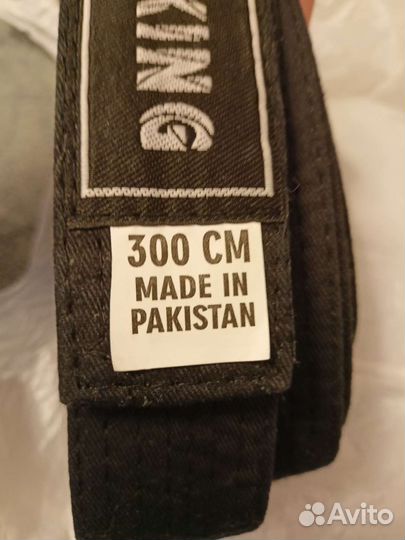 KING
300 CM
MADE IN
PAKISTAN
Avito